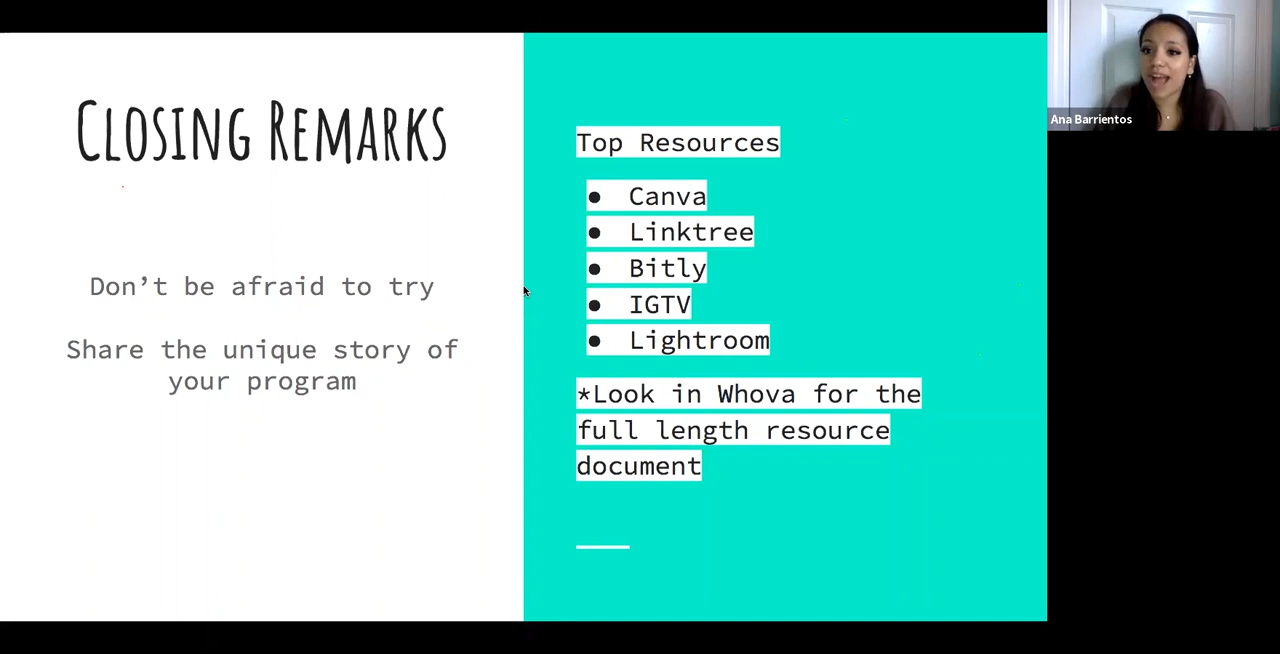 Closing Remarks
Don’t be afraid to try
Share the unique story of
your program
Top Resources
● Canva
● Linktree
● Bitly
● IGTV
● Lightroom
*Look in Whova for the
full length resource
document
Ana Barrientos